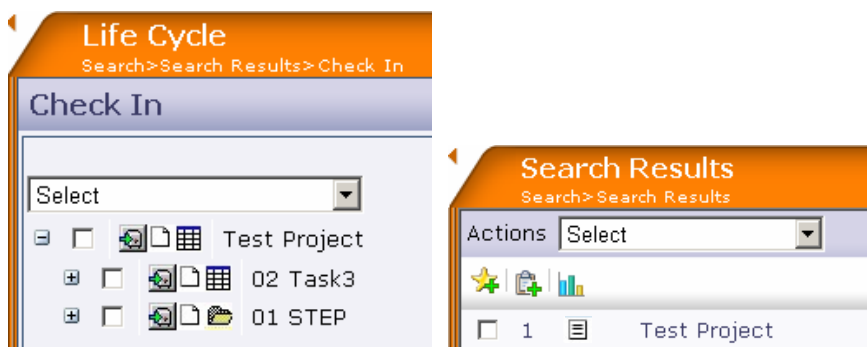 Life Cycle
Search>Search Results>Check In
Check In
Select
Test Project
02 Task3
01 STEP
Search Results
Search>Search Results
Actions Select
1 Test Project